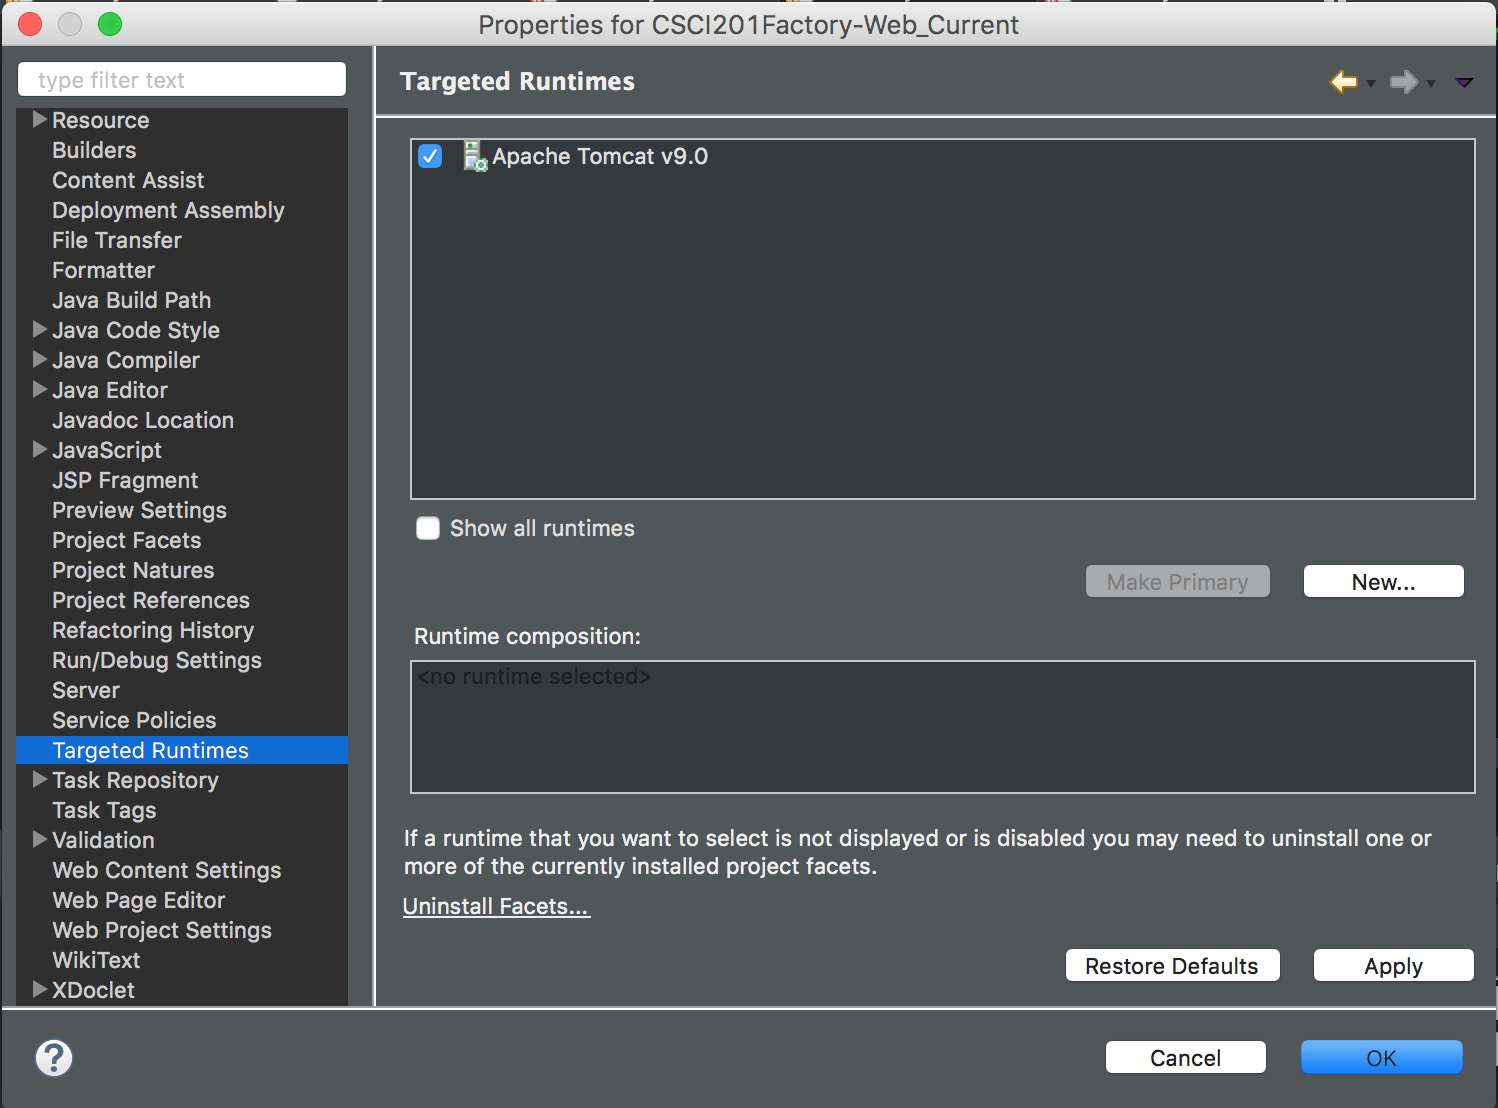 Properties for CSCI201Factory-Web_Current
type filter text
Targeted Runtimes
Resource
Builders
Content Assist
Deployment Assembly
File Transfer
Formatter
Java Build Path
Java Code Style
Java Compiler
Java Editor
Javadoc Location
JavaScript
JSP Fragment
Preview Settings
Project Facets
Project Natures
Project References
Refactoring History
Run/Debug Settings
Server
Service Policies
Targeted Runtimes
Task Repository
Task Tags
Validation
Web Content Settings
Web Page Editor
Web Project Settings
WikiText
XDoclet
Apache Tomcat v9.0
Show all runtimes
Make Primary
New...
Runtime composition:
<no runtime selected>
If a runtime that you want to select is not displayed or is disabled you may need to uninstall one or
more of the currently installed project facets.
Uninstall Facets...
Restore Defaults
Apply
?
Cancel
OK